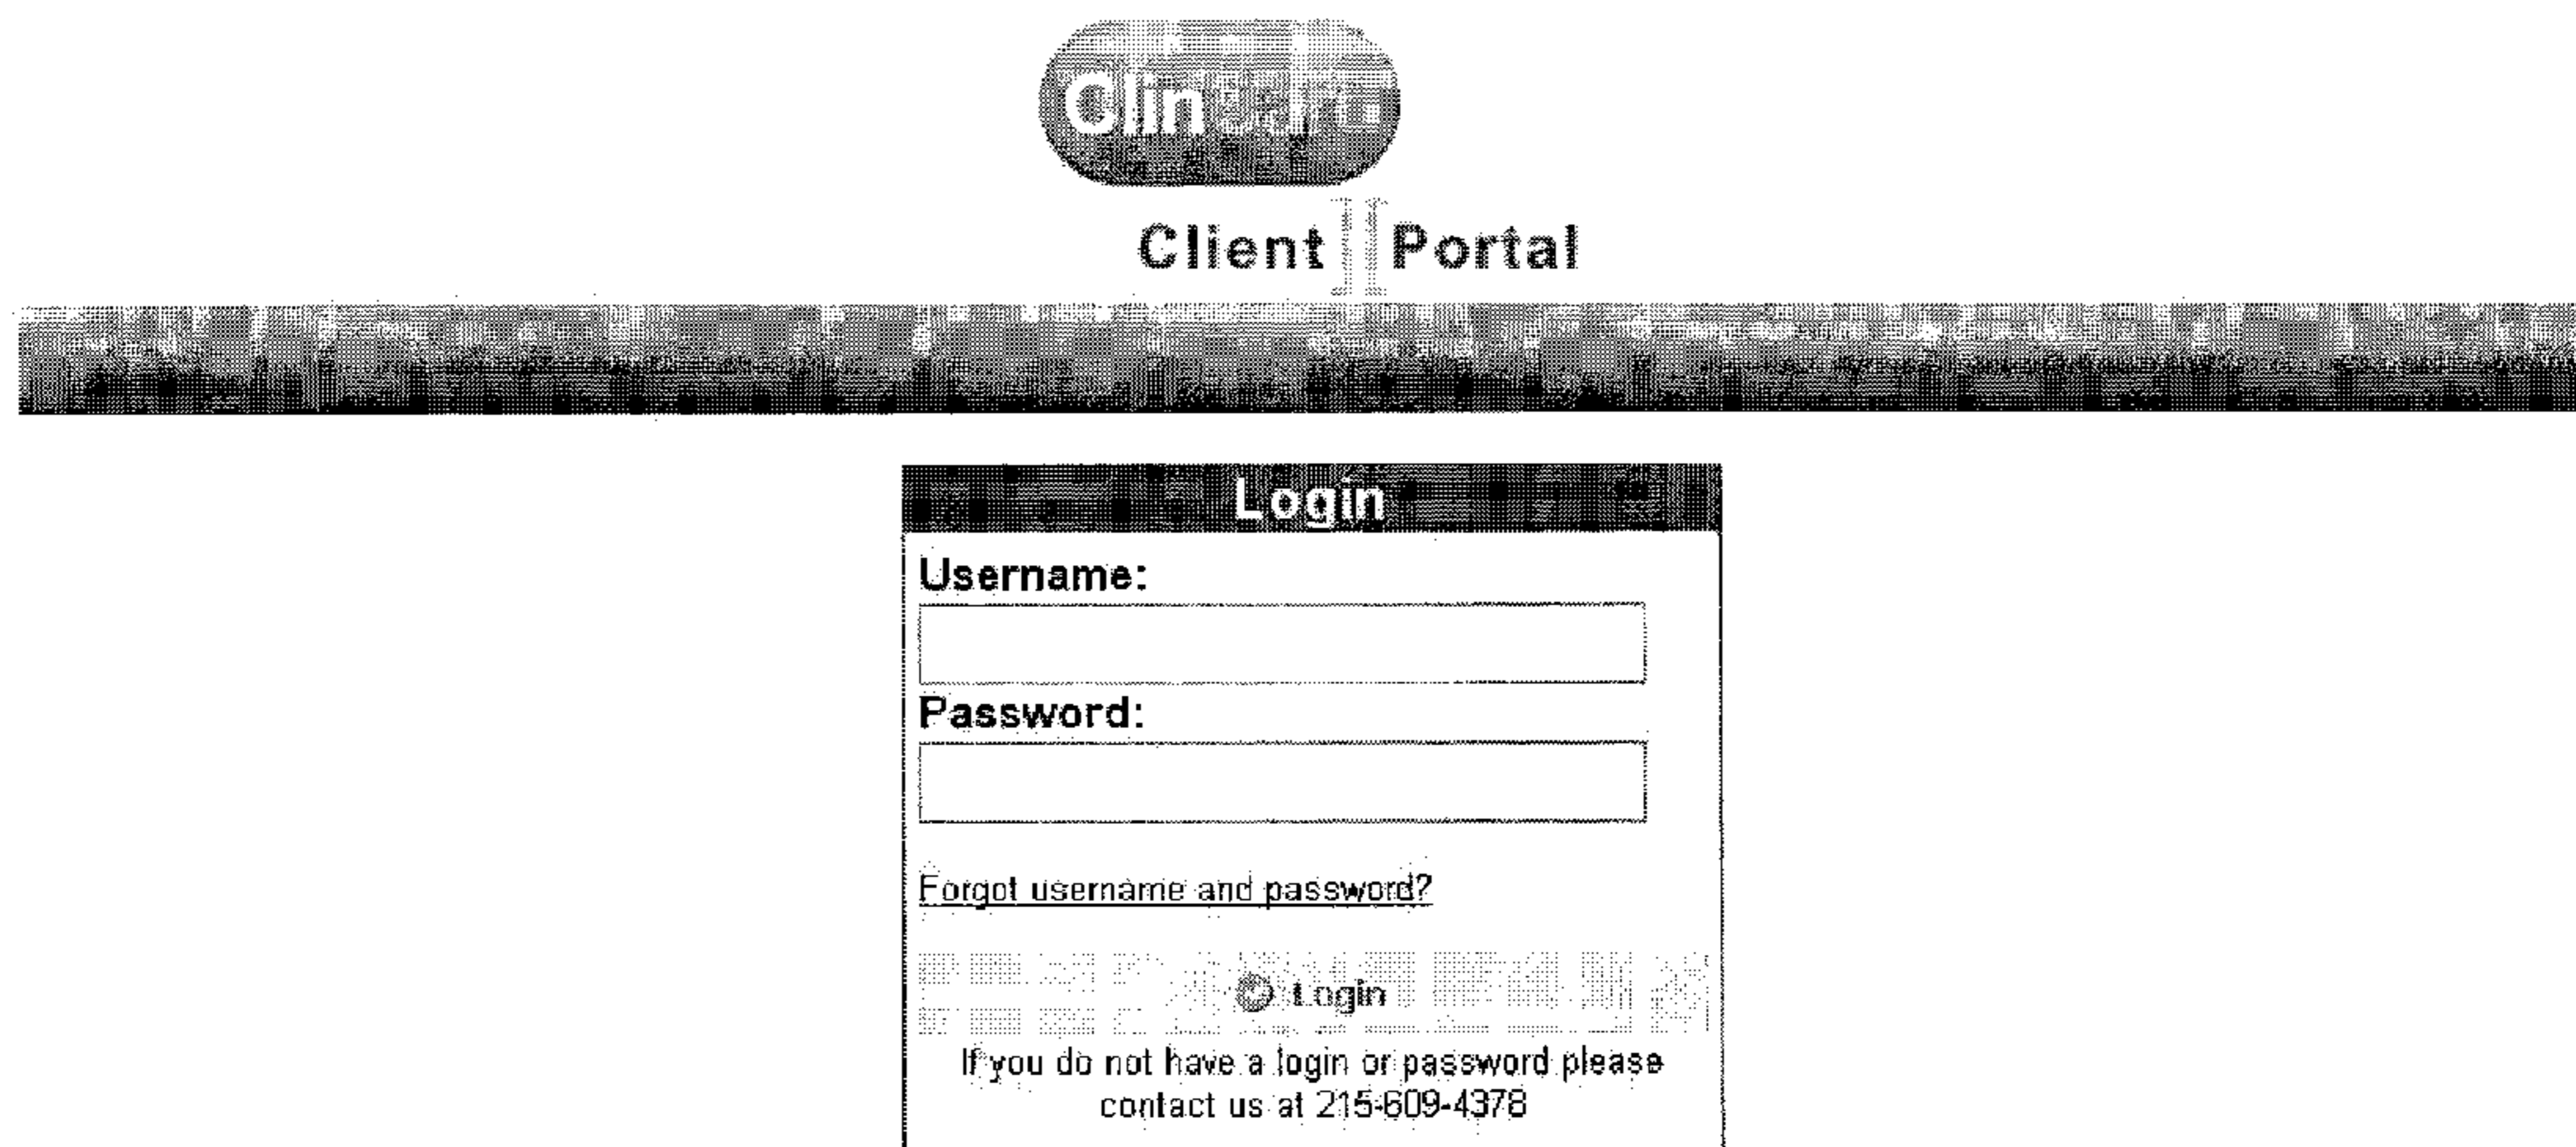 Clin
Client Portal
Login
Username:
Password:
Forgot username and password?
Login
If you do not have a login or password please
contact us at 215-609-4378